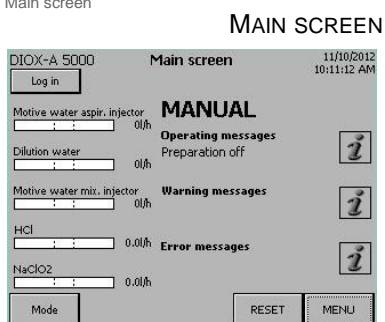 Main screen
MAIN SCREEN
DIOX-A 5000 Main screen 11/10/2012
10:11:12 AM
Log in
Motive water aspir. injector
0l/h
Dilution water
0l/h
Motive water mix. injector
0l/h
HCl
0.0l/h
NaClO2
0.0l/h
MANUAL
Operating messages
Preparation off
i
Warning messages
i
Error messages
i
Mode RESET MENU